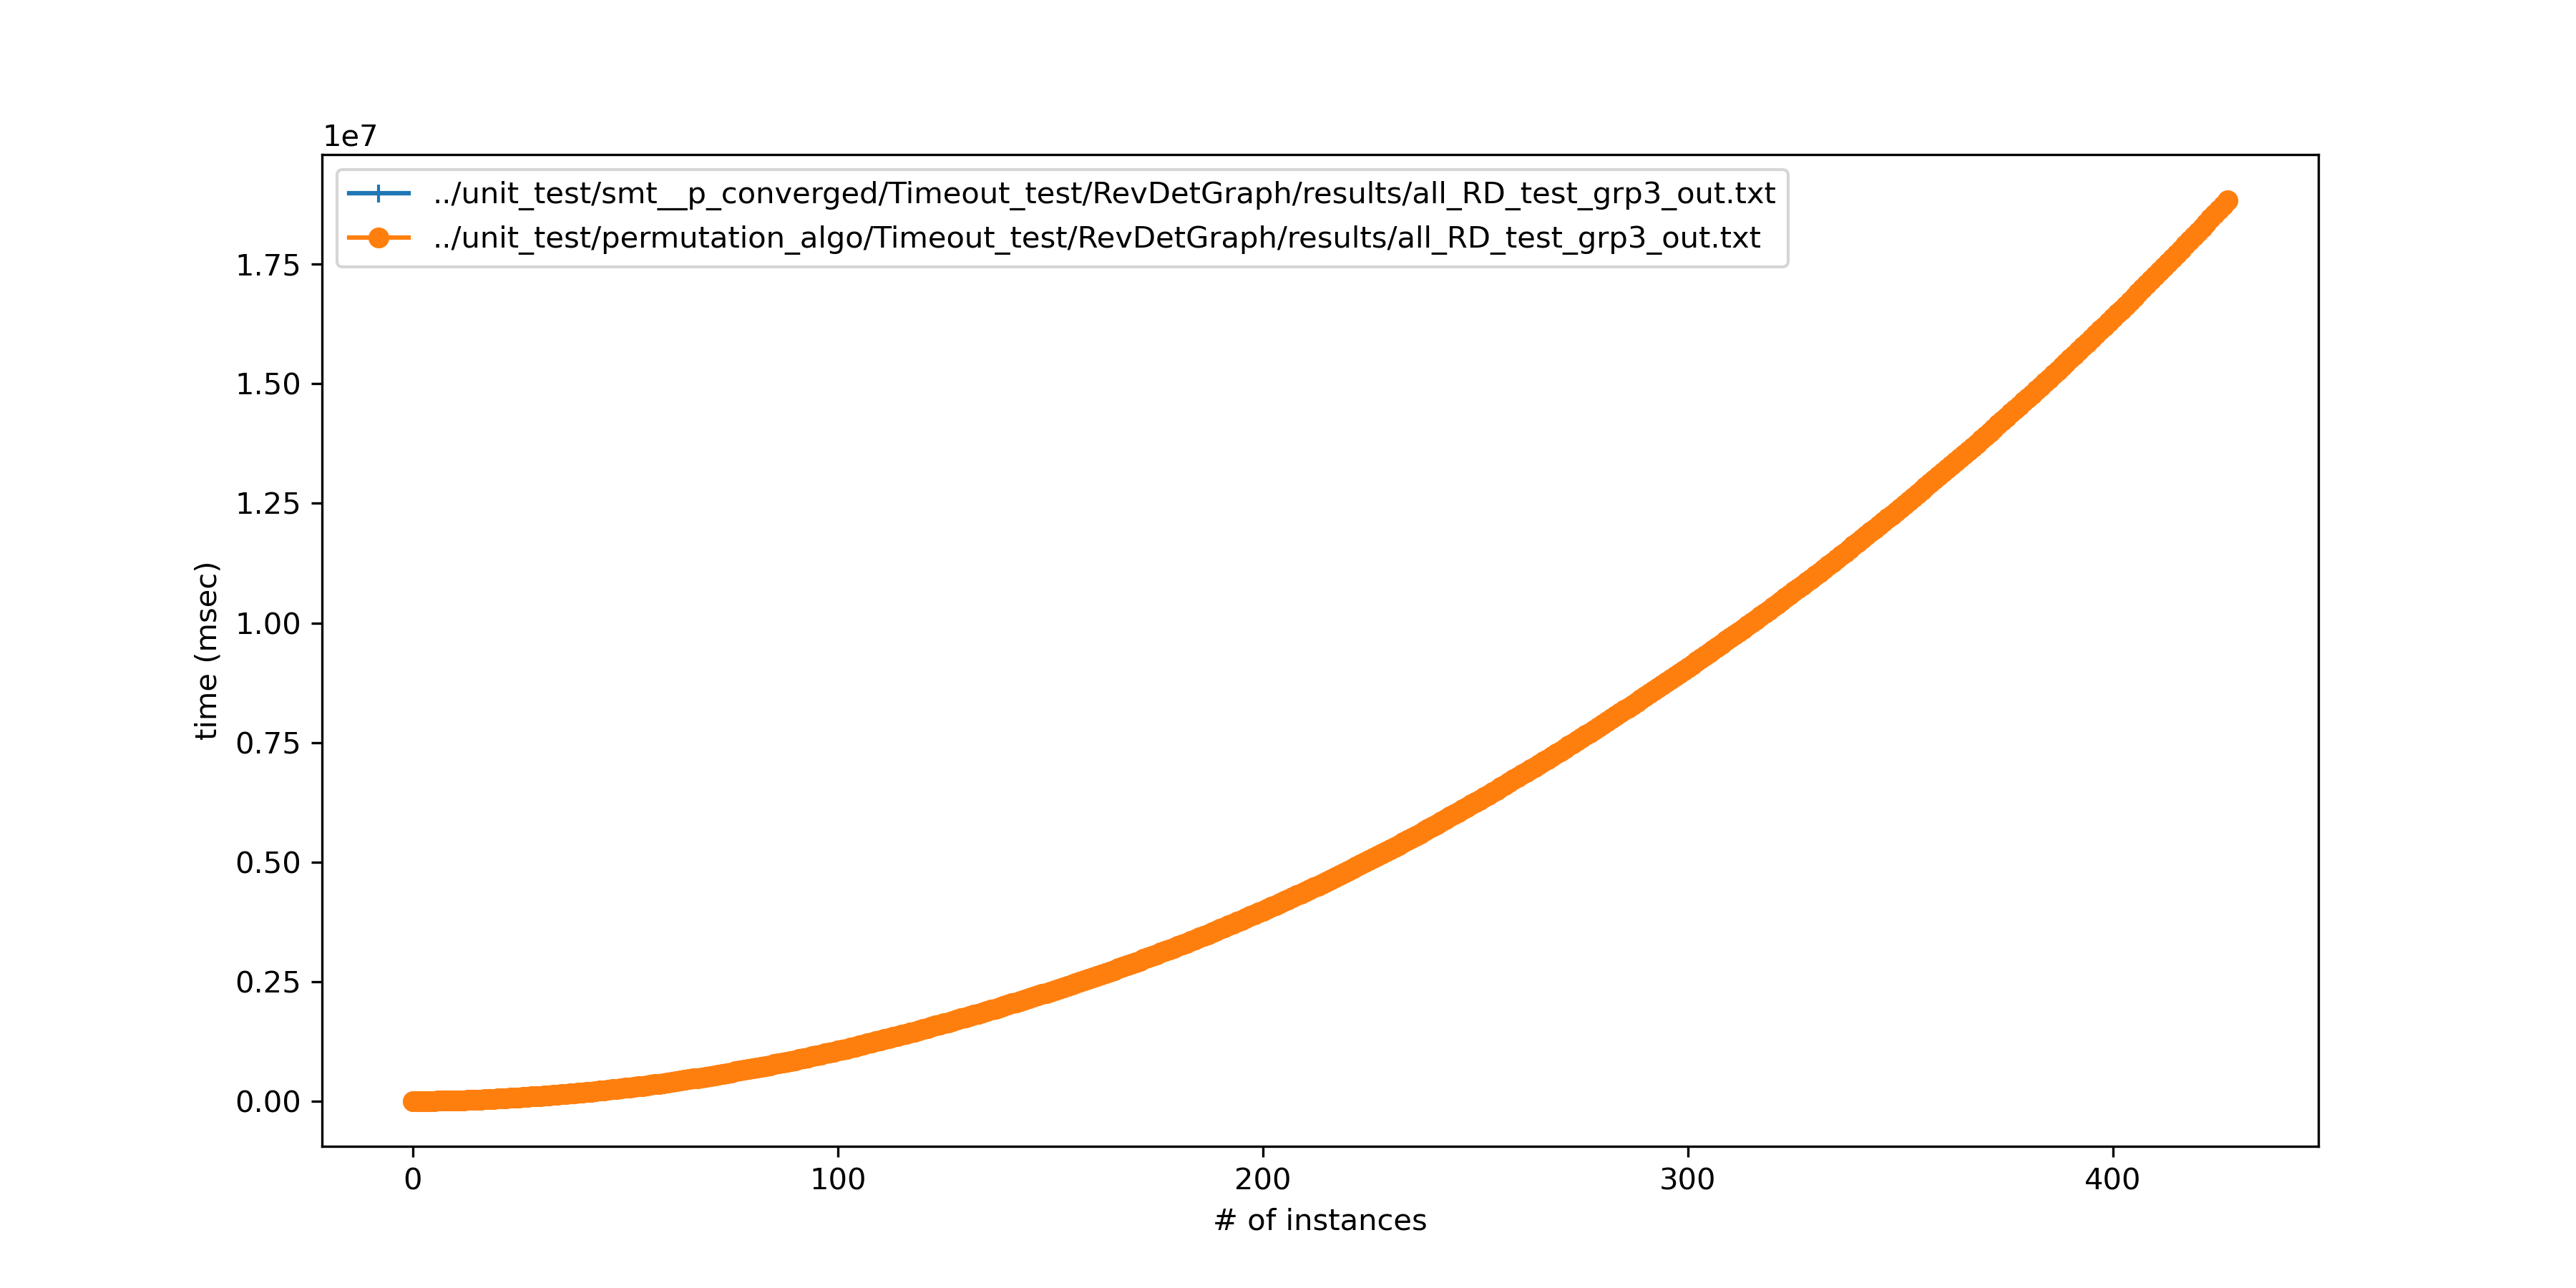 1e7
../unit_test/smt__p_converged/Timeout_test/RevDetGraph/results/all_RD_test_grp3_out.txt
../unit_test/permutation_algo/Timeout_test/RevDetGraph/results/all_RD_test_grp3_out.txt
1.75
1.50
1.25
1.00
0.75
0.50
0.25
0.00
time (msec)
0 100 200 300 400
# of instances